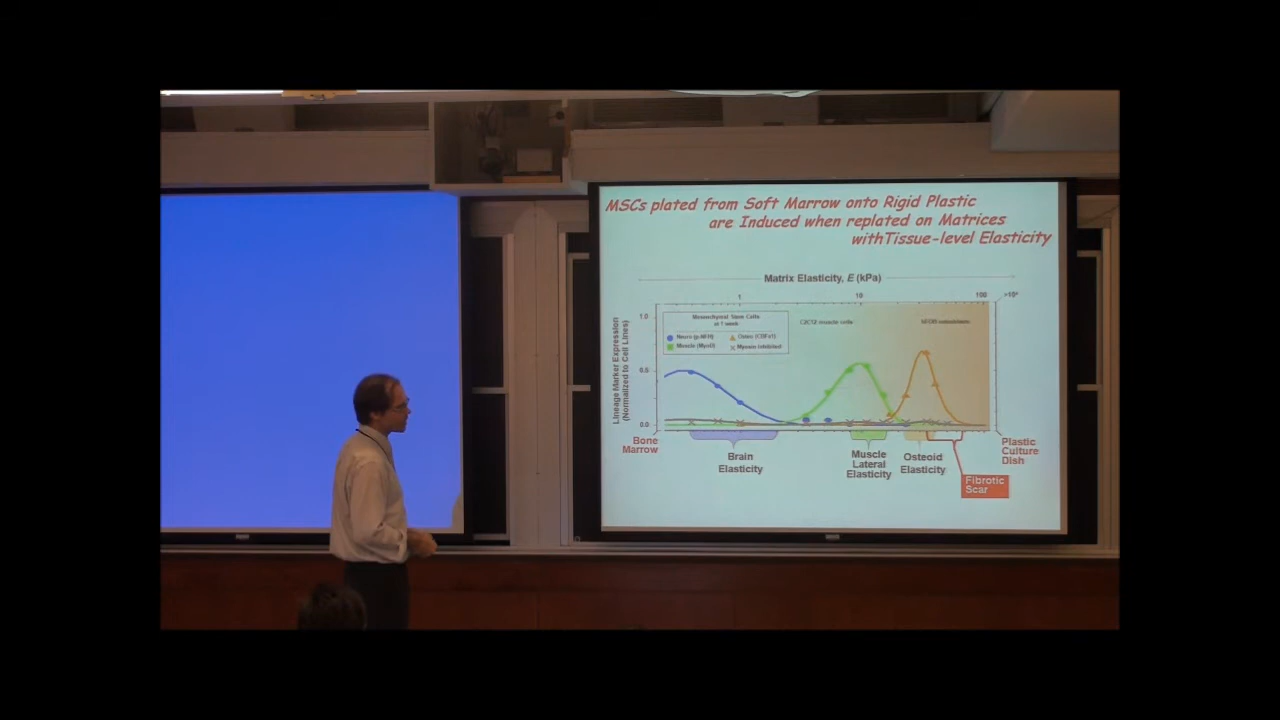 MSCs plated from Soft Marrow onto Rigid Plastic
are Induced when replated on Matrices
withTissue-level Elasticity
Matrix Elasticity, E (kPa)
1 10 100 >10⁶
Mesenchymal Stem Cells
at 1 week
Neuro (β-NFH) Osteo (CBFα1)
Muscle (MyoD) Myosin Inhibited
C2C12 muscle cells
hFOB osteoblasts
Lineage Marker Expression
(Normalized to Cell Lines)
1.0
0.5
0.0
Bone
Marrow
Brain
Elasticity
Muscle
Lateral
Elasticity
Osteoid
Elasticity
Fibrotic
Scar
Plastic
Culture
Dish